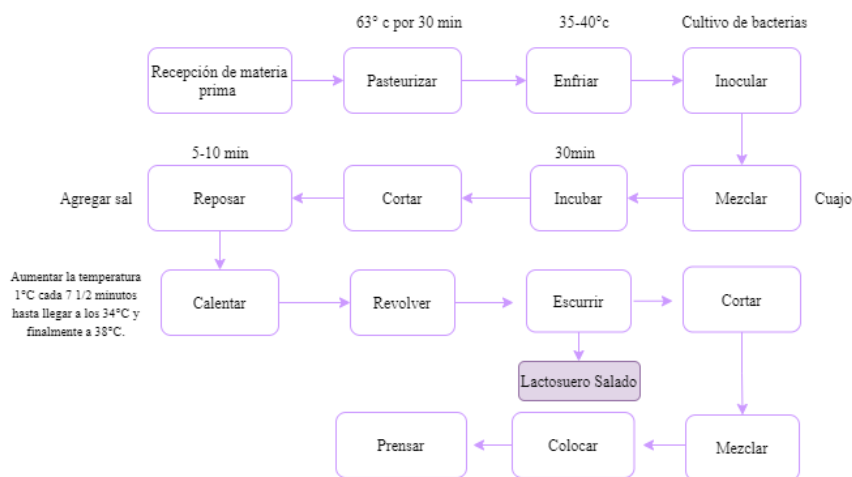 63° c por 30 min
35-40°c
Cultivo de bacterias
Recepción de materia
prima
Pasteurizar
Enfriar
Inocular
5-10 min
30min
Agregar sal
Reposar
Cortar
Incubar
Mezclar
Cuajo
Aumentar la temperatura
1°C cada 7 1/2 minutos
hasta llegar a los 34°C y
finalmente a 38°C.
Calentar
Revolver
Escurrir
Cortar
Lactosuero Salado
Prensar
Colocar
Mezclar